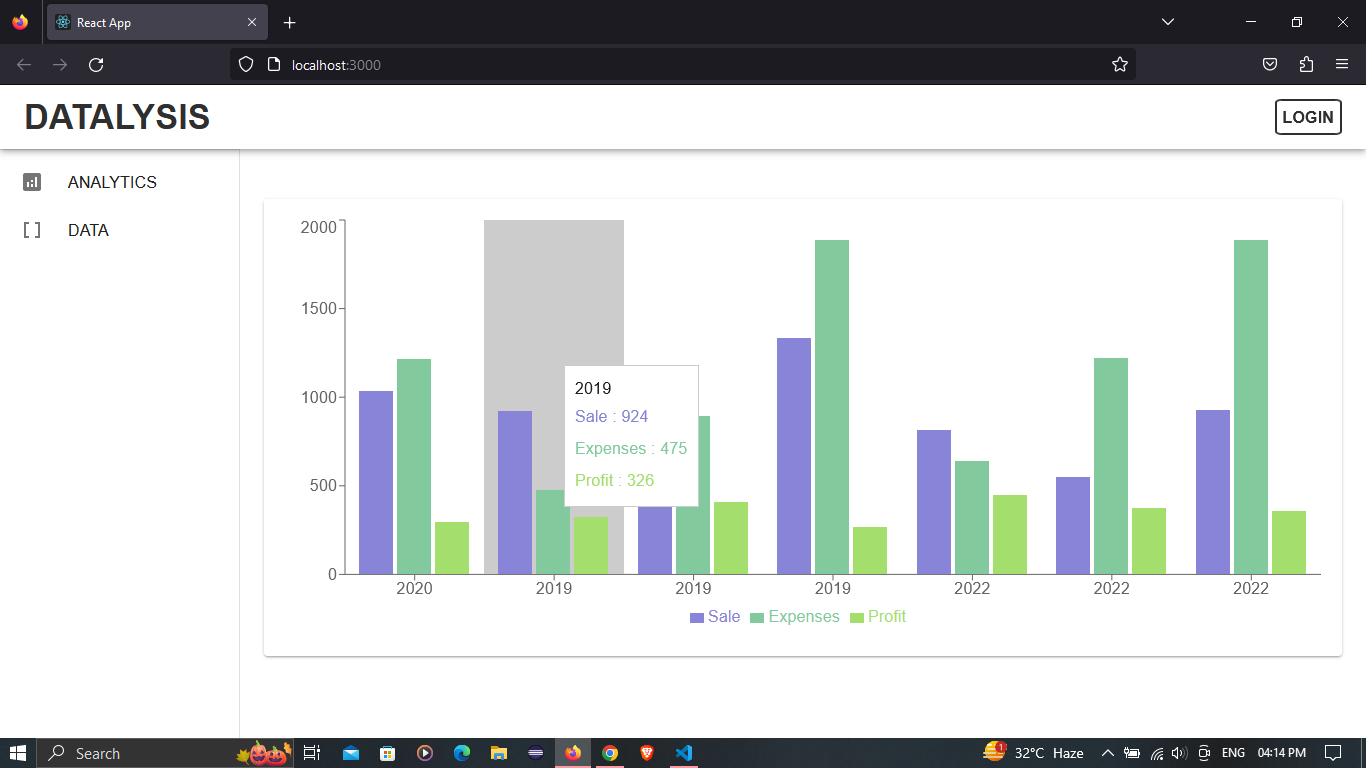 React App
localhost:3000
DATALYSIS
LOGIN
ANALYTICS
DATA
2000
1500
1000
500
0
2019
Sale : 924
Expenses : 475
Profit : 326
2020 2019 2019 2019 2022 2022 2022
Sale Expenses Profit
Search
1
32°C Haze
ENG
04:14 PM